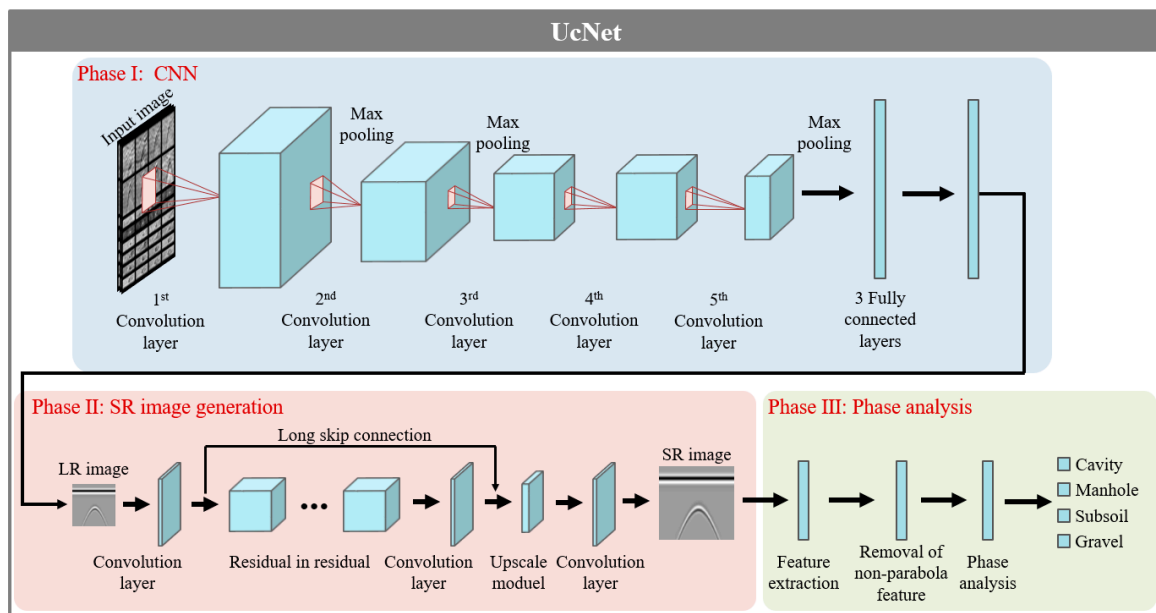 UcNet
Phase I: CNN
Input image
Max
pooling
Max
pooling
Max
pooling
1st
Convolution
layer
2nd
Convolution
layer
3rd
Convolution
layer
4th
Convolution
layer
5th
Convolution
layer
3 Fully
connected
layers
Phase II: SR image generation
Long skip connection
LR image
SR image
Convolution
layer
Residual in residual
Convolution
layer
Upscale
moduel
Convolution
layer
Phase III: Phase analysis
Feature
extraction
Removal of
non-parabola
feature
Phase
analysis
Cavity
Manhole
Subsoil
Gravel